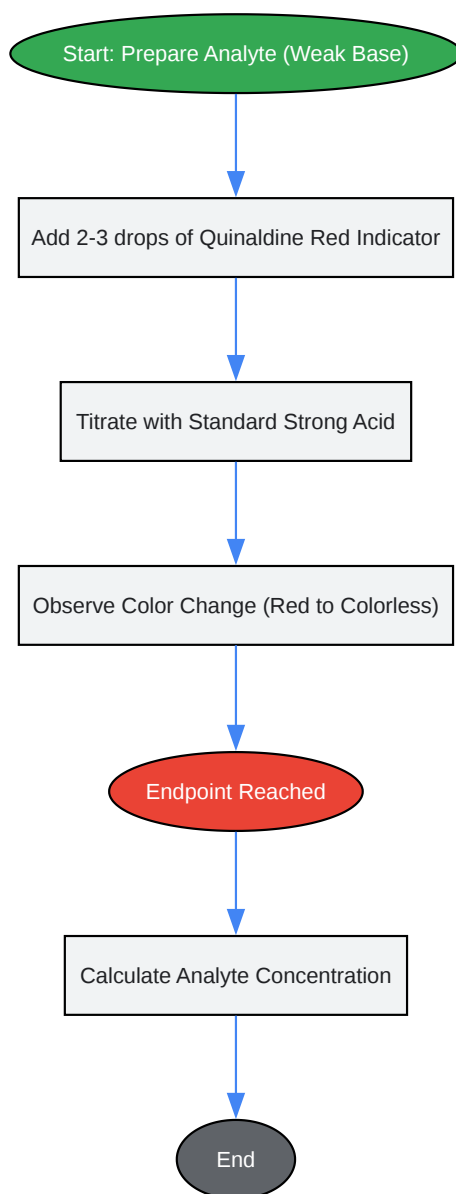 Start: Prepare Analyte (Weak Base)
Add 2-3 drops of Quinaldine Red Indicator
Titrate with Standard Strong Acid
Observe Color Change (Red to Colorless)
Endpoint Reached
Calculate Analyte Concentration
End